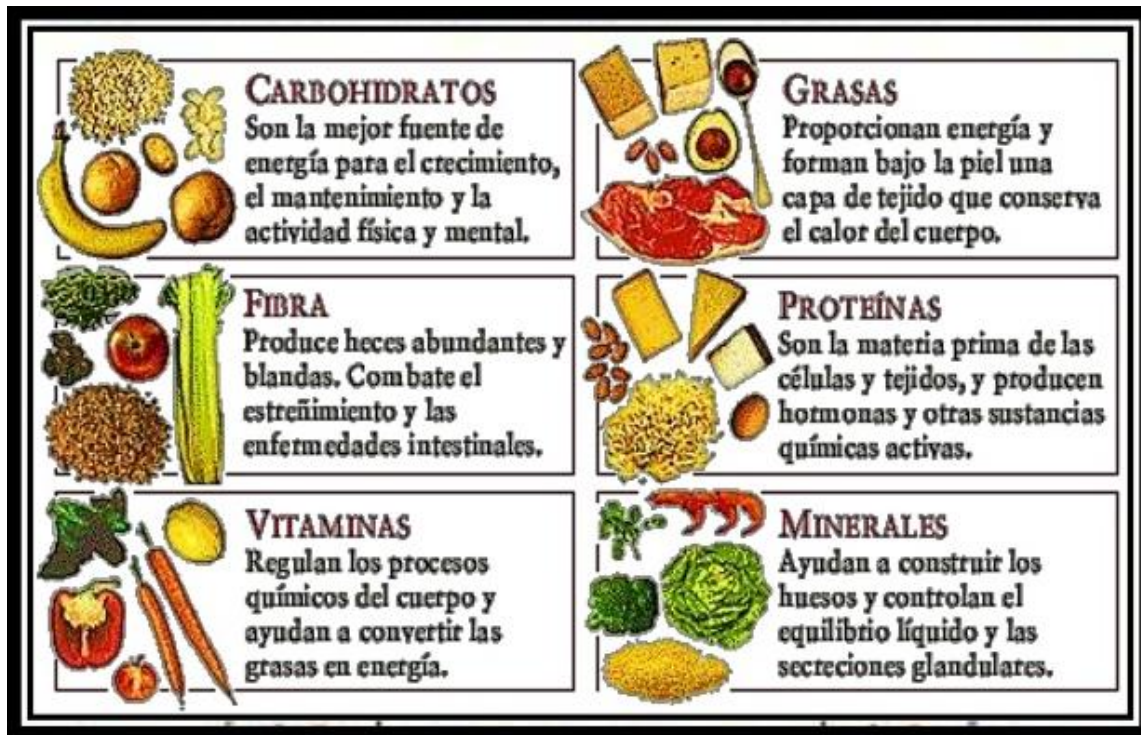 CARBOHIDRATOS
Son la mejor fuente de
energía para el crecimiento,
el mantenimiento y la
actividad física y mental.
GRASAS
Proporcionan energía y
forman bajo la piel una
capa de tejido que conserva
el calor del cuerpo.
FIBRA
Produce heces abundantes y
blandas. Combate el
estreñimiento y las
enfermedades intestinales.
PROTEÍNAS
Son la materia prima de las
células y tejidos, y producen
hormonas y otras sustancias
químicas activas.
VITAMINAS
Regulan los procesos
químicos del cuerpo y
ayudan a convertir las
grasas en energía.
MINERALES
Ayudan a construir los
huesos y controlan el
equilibrio líquido y las
secreciones glandulares.